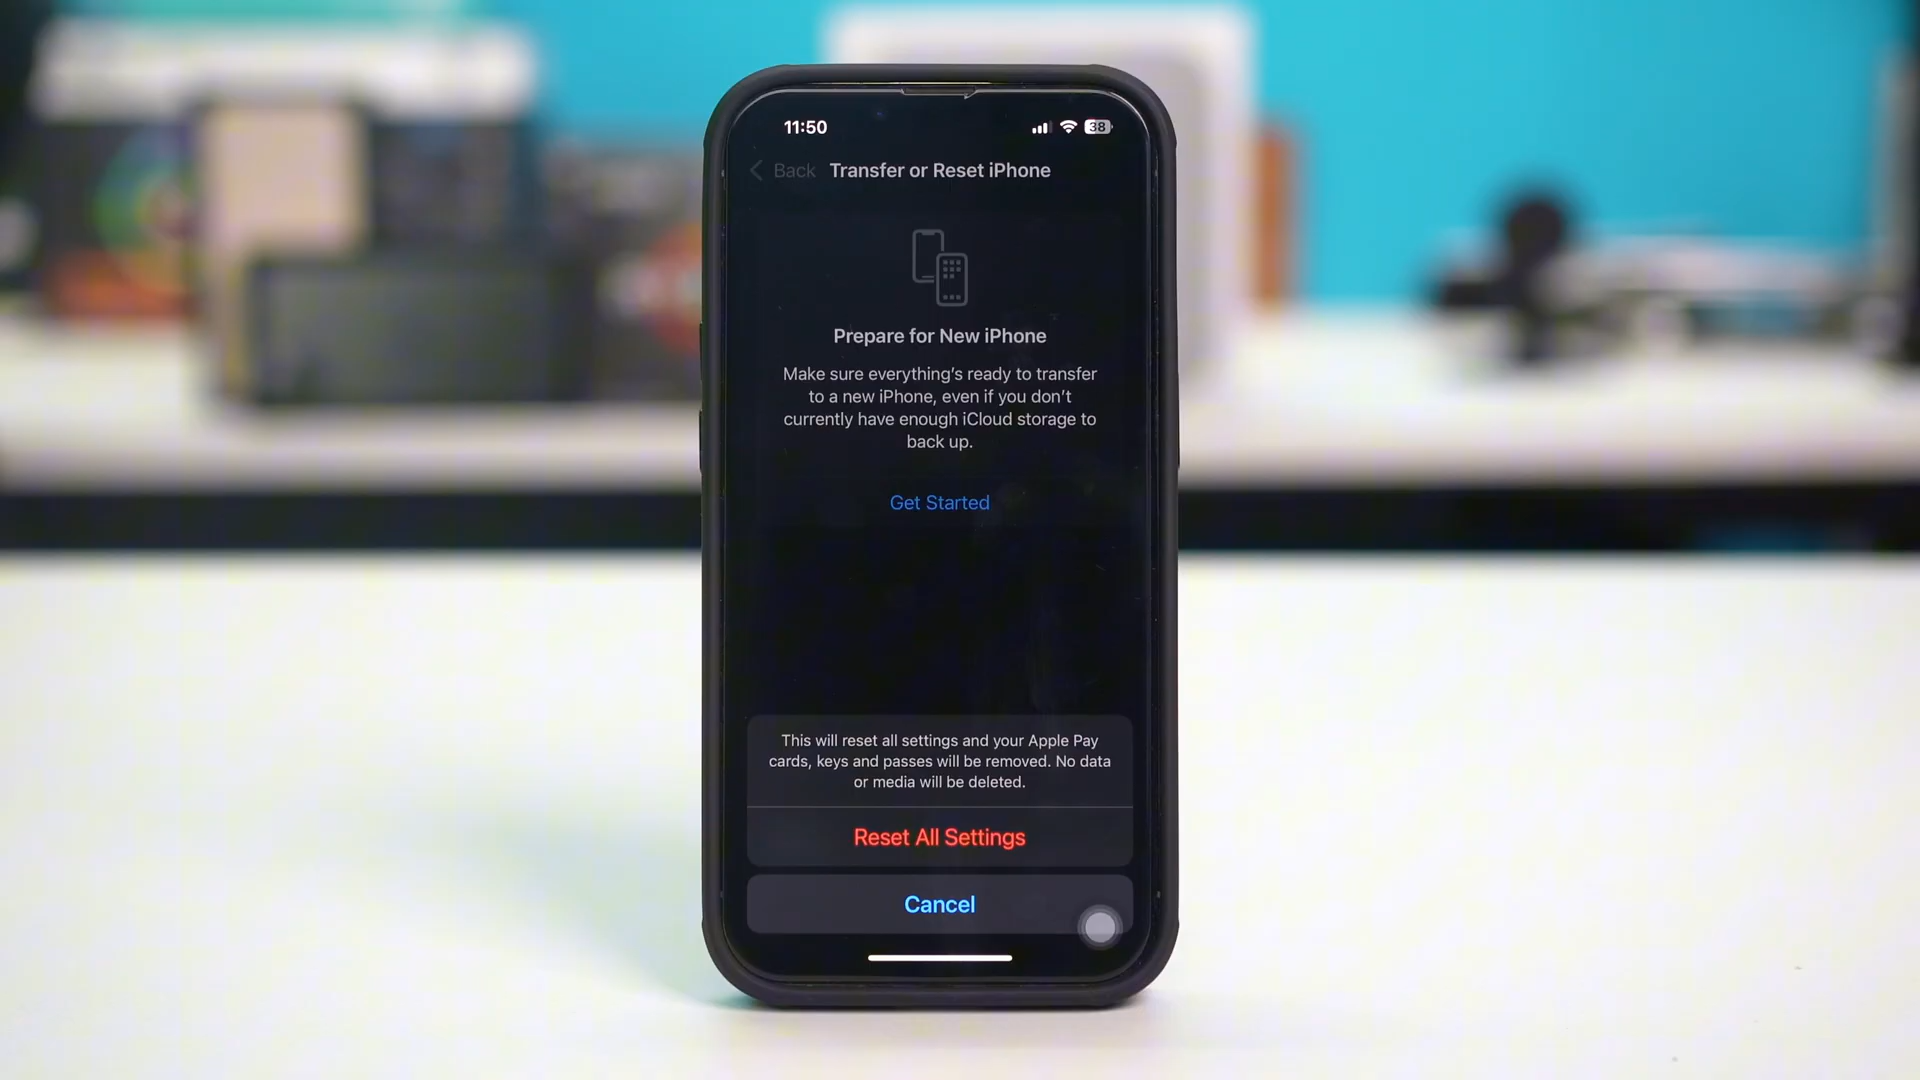 11:50
38
Back Transfer or Reset iPhone
Prepare for New iPhone
Make sure everything's ready to transfer
to a new iPhone, even if you don't
currently have enough iCloud storage to
back up.
Get Started
This will reset all settings and your Apple Pay
cards, keys and passes will be removed. No data
or media will be deleted.
Reset All Settings
Cancel